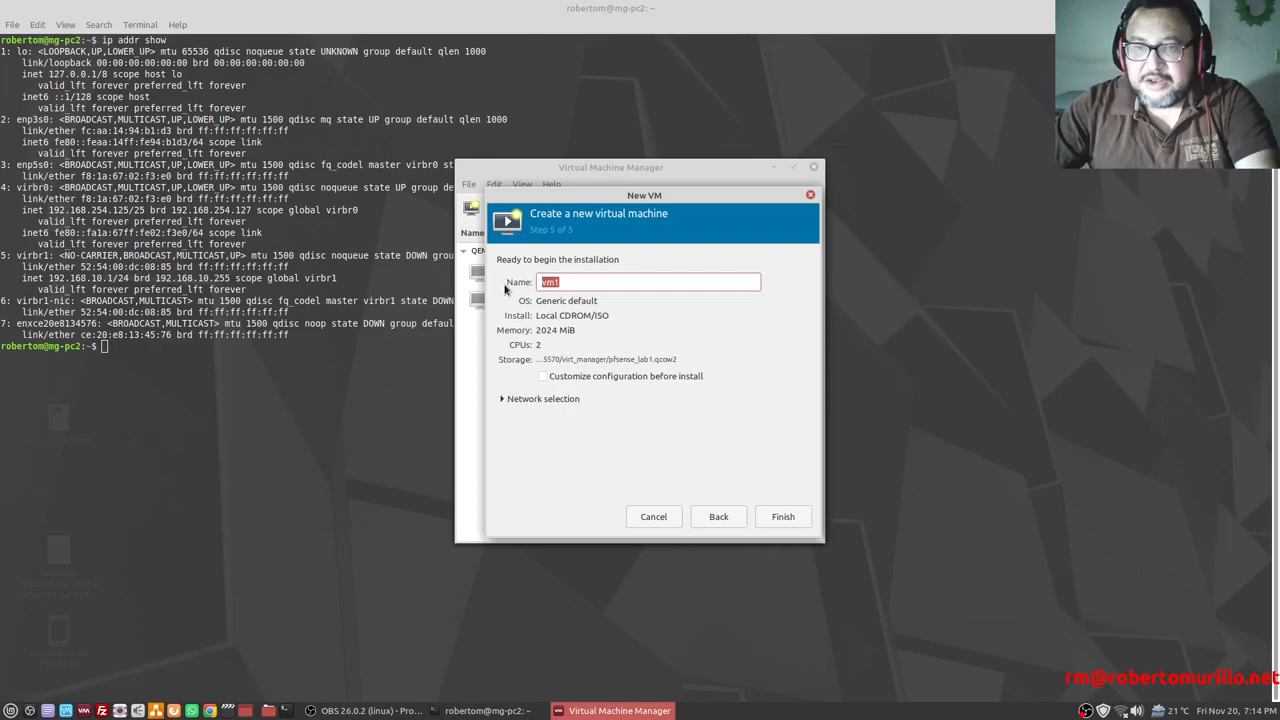 robertom@mg-pc2: ~
File Edit View Search Terminal Help
robertom@mg-pc2:~$ ip addr show
1: lo: <LOOPBACK,UP,LOWER_UP> mtu 65536 qdisc noqueue state UNKNOWN group default qlen 1000
link/loopback 00:00:00:00:00:00 brd 00:00:00:00:00:00
inet 127.0.0.1/8 scope host lo
valid_lft forever preferred_lft forever
inet6 ::1/128 scope host
valid_lft forever preferred_lft forever
2: enp3s0: <BROADCAST,MULTICAST,UP,LOWER_UP> mtu 1500 qdisc mq state UP group default qlen 1000
link/ether fc:aa:14:94:b1:d3 brd ff:ff:ff:ff:ff:ff
inet6 fe80::feaa:14ff:fe94:b1d3/64 scope link
valid_lft forever preferred_lft forever
3: enp5s0: <BROADCAST,MULTICAST,UP,LOWER_UP> mtu 1500 qdisc fq_codel master virbr0 s
link/ether f8:1a:67:02:f3:e0 brd ff:ff:ff:ff:ff:ff
4: virbr0: <BROADCAST,MULTICAST,UP,LOWER_UP> mtu 1500 qdisc noqueue state UP group de
link/ether f8:1a:67:02:f3:e0 brd ff:ff:ff:ff:ff:ff
inet 192.168.254.125/25 brd 192.168.254.127 scope global virbr0
valid_lft forever preferred_lft forever
inet6 fe80::fa1a:67ff:fe02:f3e0/64 scope link
valid_lft forever preferred_lft forever
5: virbr1: <NO-CARRIER,BROADCAST,MULTICAST,UP> mtu 1500 qdisc noqueue state DOWN grou
link/ether 52:54:00:dc:08:85 brd ff:ff:ff:ff:ff:ff
inet 192.168.10.1/24 brd 192.168.10.255 scope global virbr1
valid_lft forever preferred_lft forever
6: virbr1-nic: <BROADCAST,MULTICAST> mtu 1500 qdisc fq_codel master virbr1 state DOWN
link/ether 52:54:00:dc:08:85 brd ff:ff:ff:ff:ff:ff
7: enxce20e8134576: <BROADCAST,MULTICAST> mtu 1500 qdisc noop state DOWN group defaul
link/ether ce:20:e8:13:45:76 brd ff:ff:ff:ff:ff:ff
robertom@mg-pc2:~$
Virtual Machine Manager
File Edit View Help
Name
QEM
New VM
Create a new virtual machine
Step 5 of 5
Ready to begin the installation
Name: vm1
OS: Generic default
Install: Local CDROM/ISO
Memory: 2024 MiB
CPUs: 2
Storage: ...5570/virt_manager/pfsense_lab1.qcow2
Customize configuration before install
Network selection
Cancel Back Finish
rm@robertomurillo.net
OBS 26.0.2 (linux) - Pro... robertom@mg-pc2: ~ Virtual Machine Manager 21 °C Fri Nov 20, 7:14 PM